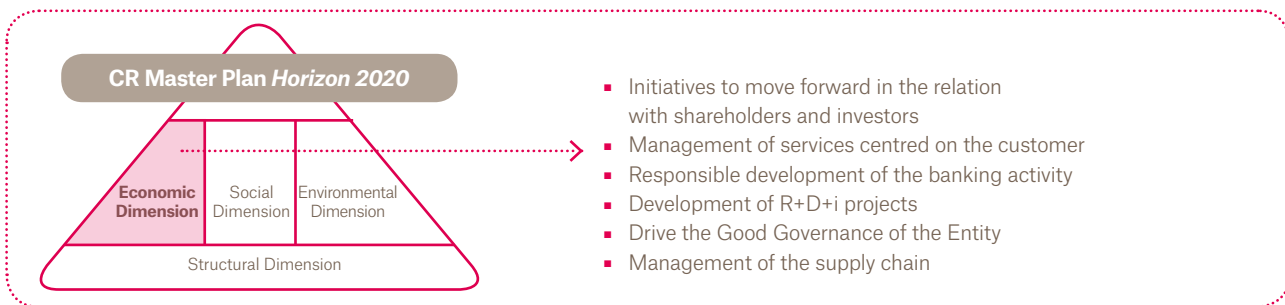 CR Master Plan Horizon 2020
Economic
Dimension
Social
Dimension
Environmental
Dimension
Structural Dimension
▪ Initiatives to move forward in the relation
with shareholders and investors
▪ Management of services centred on the customer
▪ Responsible development of the banking activity
▪ Development of R+D+i projects
▪ Drive the Good Governance of the Entity
▪ Management of the supply chain